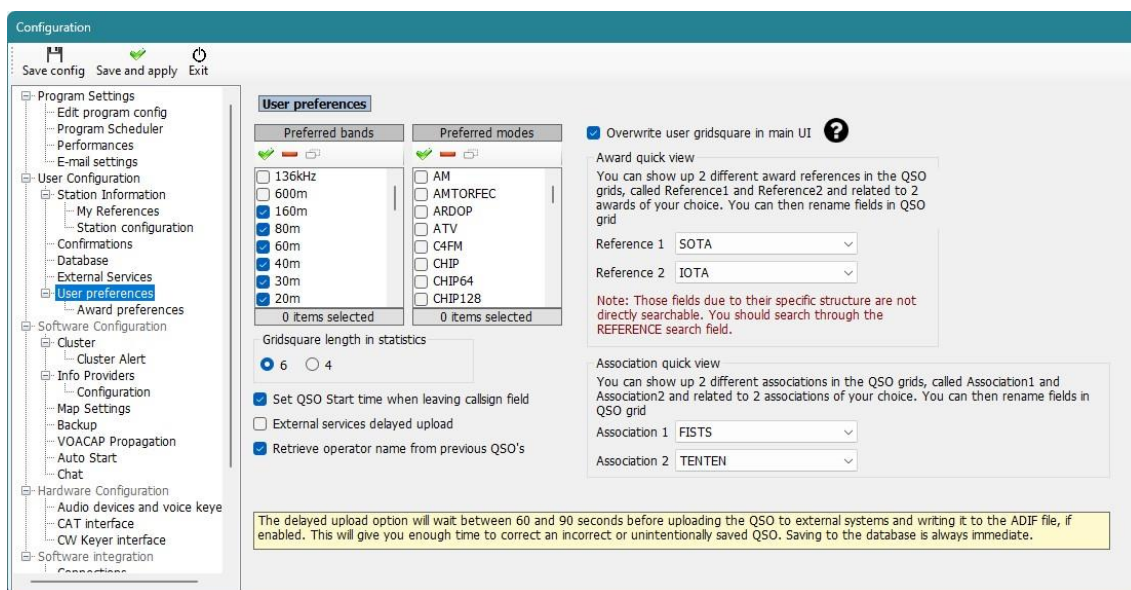 Configuration
Save config Save and apply Exit
Program Settings
Edit program config
Program Scheduler
Performances
E-mail settings
User Configuration
Station Information
My References
Station configuration
Confirmations
Database
External Services
User preferences
Award preferences
Software Configuration
Cluster
Cluster Alert
Info Providers
Configuration
Map Settings
Backup
VOACAP Propagation
Auto Start
Chat
Hardware Configuration
Audio devices and voice keye
CAT interface
CW Keyer interface
Software integration
Connections
User preferences
Preferred bands
136kHz
600m
160m
80m
60m
40m
30m
20m
0 items selected
Preferred modes
AM
AMTORFEC
ARDOP
ATV
C4FM
CHIP
CHIP64
CHIP128
0 items selected
Gridsquare length in statistics
6 4
Set QSO Start time when leaving callsign field
External services delayed upload
Retrieve operator name from previous QSO's
Overwrite user gridsquare in main UI ?
Award quick view
You can show up 2 different award references in the QSO
grids, called Reference1 and Reference2 and related to 2
awards of your choice. You can then rename fields in QSO
grid
Reference 1 SOTA
Reference 2 IOTA
Note: Those fields due to their specific structure are not
directly searchable. You should search through the
REFERENCE search field.
Association quick view
You can show up 2 different associations in the QSO grids, called Association1 and
Association2 and related to 2 associations of your choice. You can then rename fields in
QSO grid
Association 1 FISTS
Association 2 TENTEN
The delayed upload option will wait between 60 and 90 seconds before uploading the QSO to external systems and writing it to the ADIF file, if
enabled. This will give you enough time to correct an incorrect or unintentionally saved QSO. Saving to the database is always immediate.